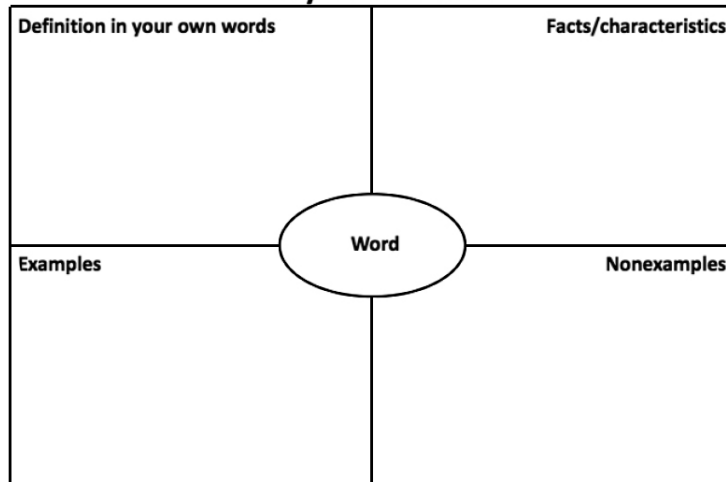 Definition in your own words
Facts/characteristics
Word
Examples
Nonexamples